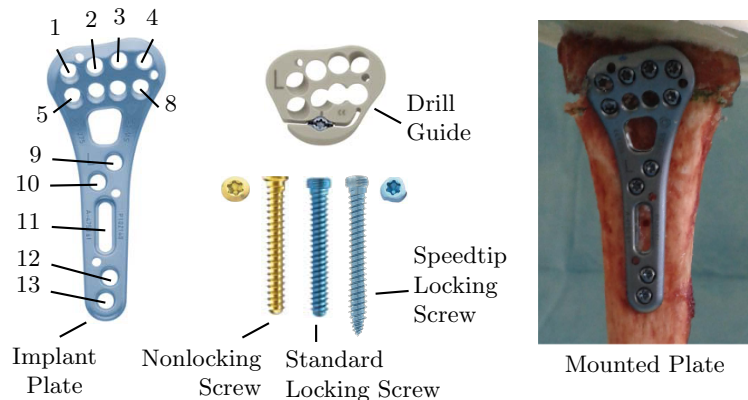 1
2
3
4
5
8
9
10
11
12
13
L
Drill
Guide
Speedtip
Locking
Screw
Implant
Plate
Nonlocking
Screw
Standard
Locking Screw
Mounted Plate